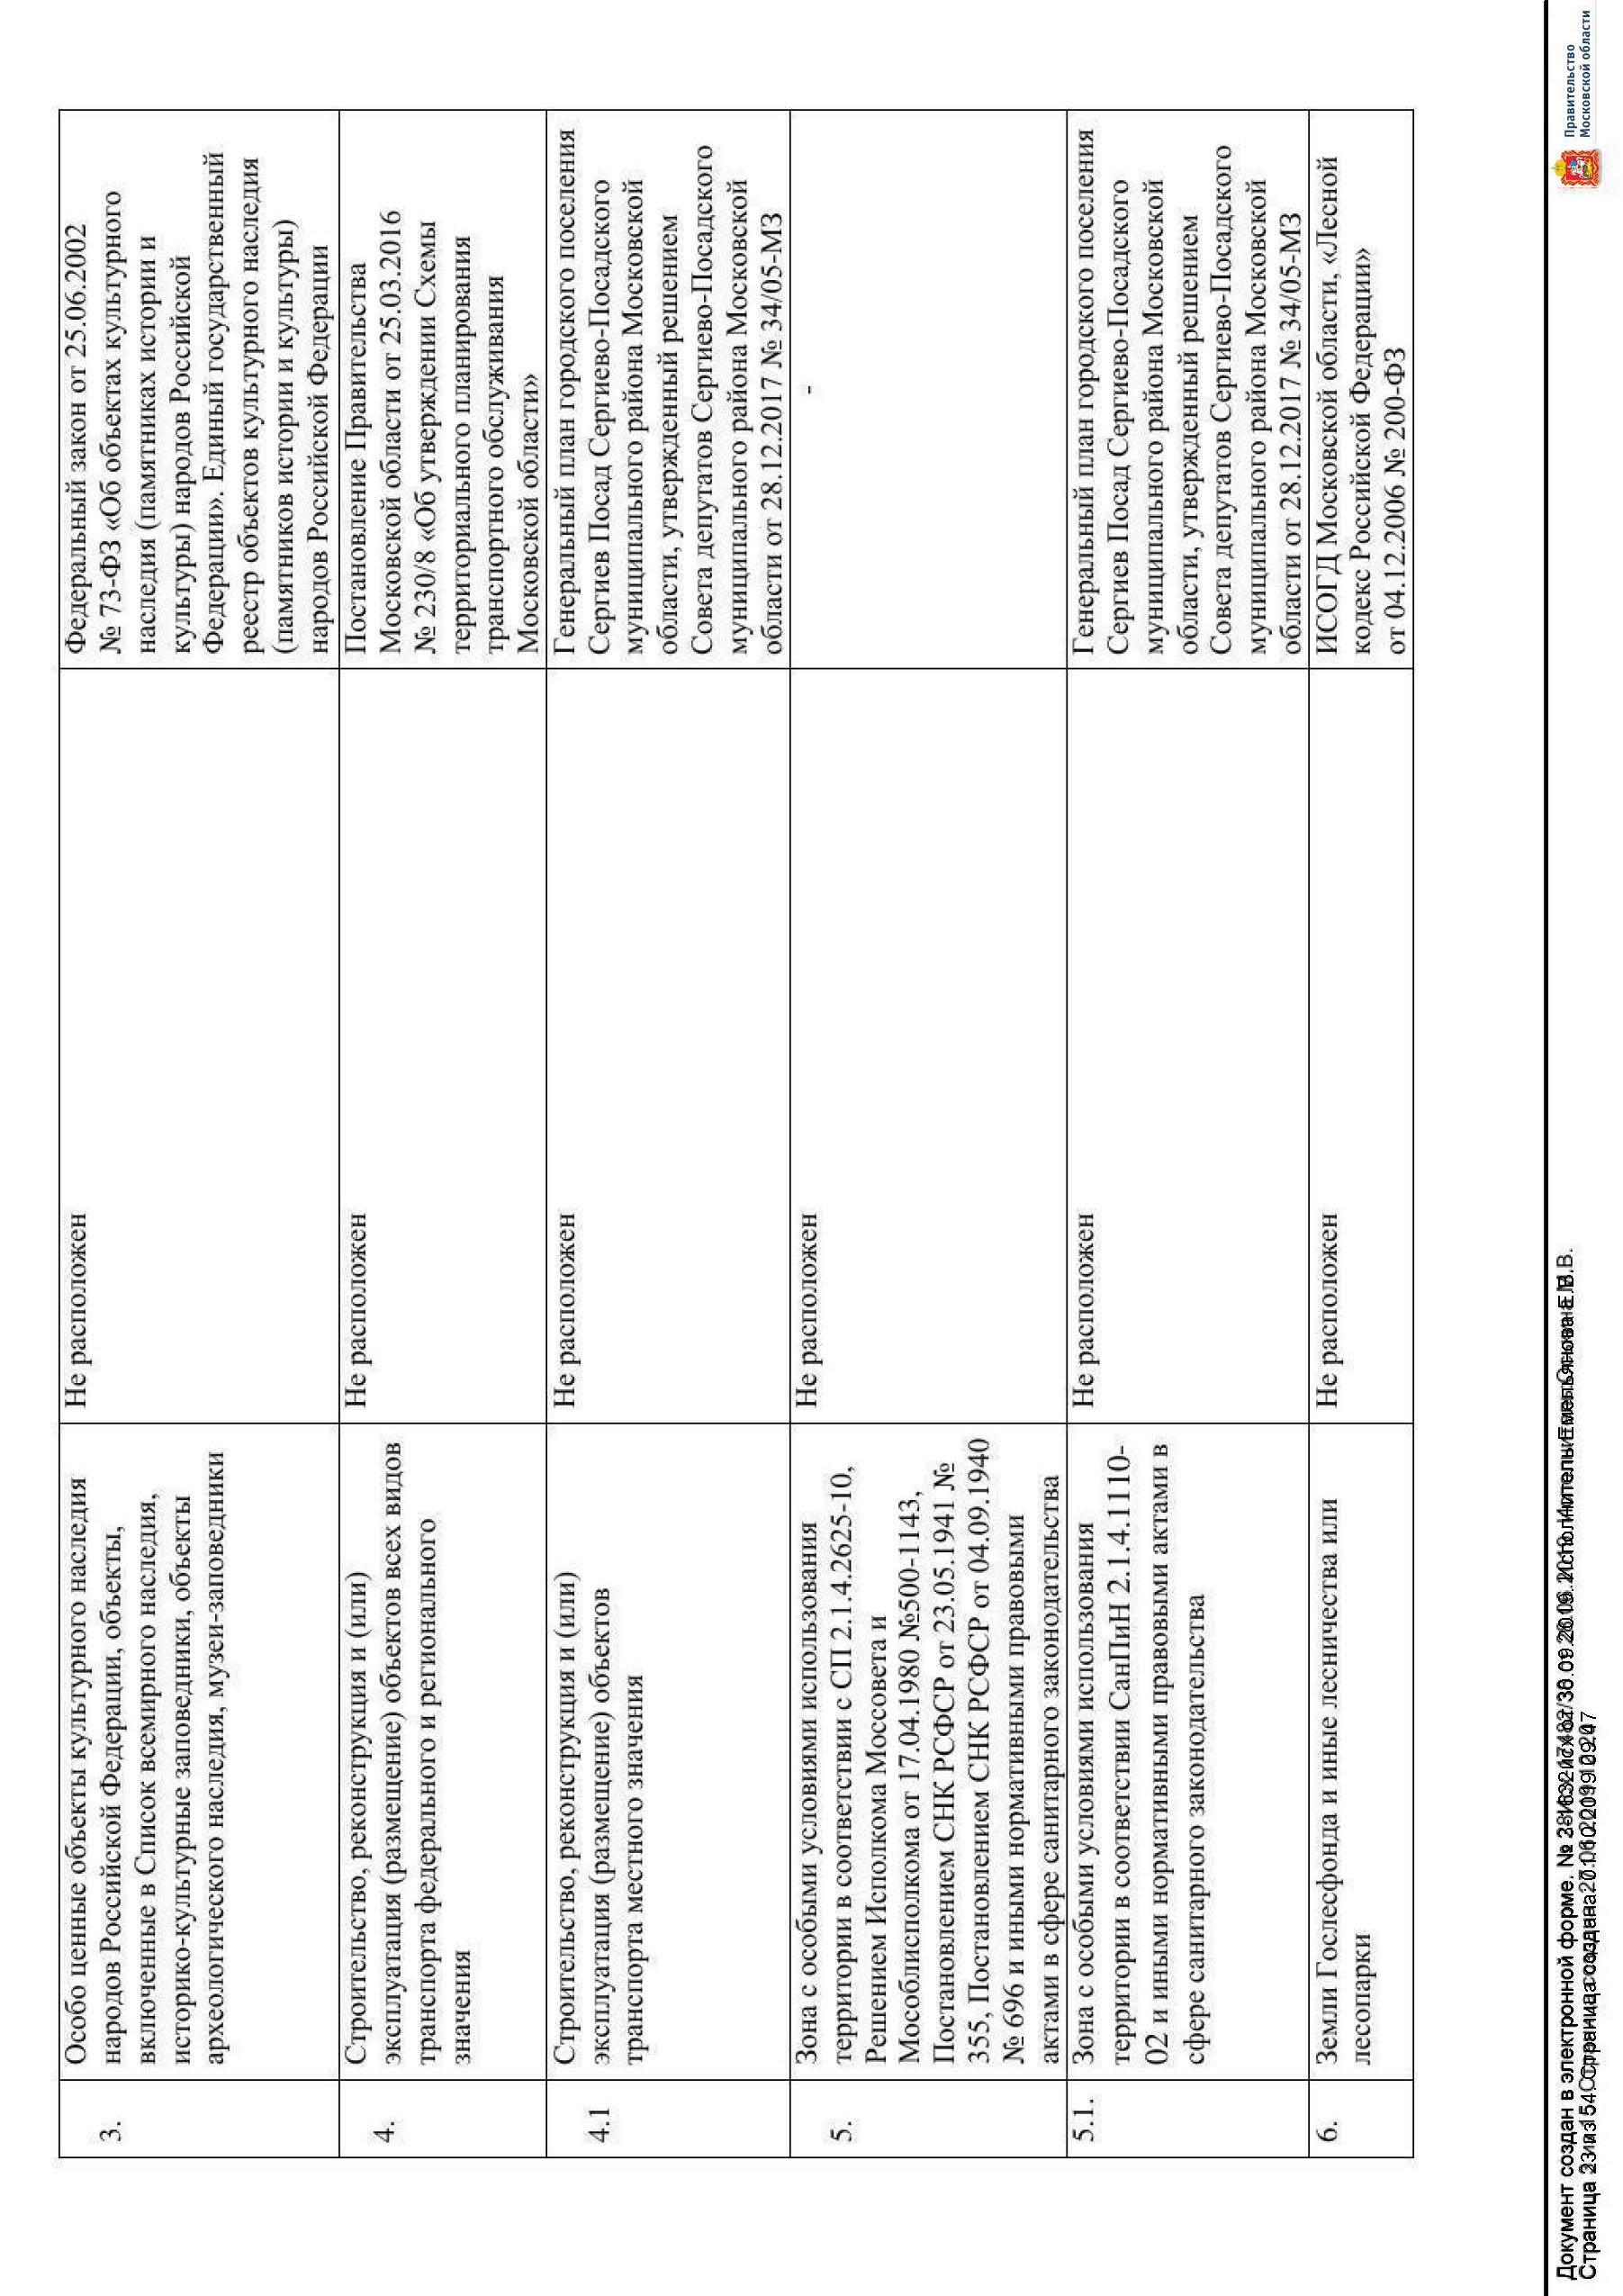 3.
Особо ценные объекты культурного наследия
народов Российской Федерации, объекты,
включенные в Список всемирного наследия,
историко-культурные заповедники, объекты
археологического наследия, музеи-заповедники
Не расположен
Федеральный закон от 25.06.2002
№ 73-ФЗ «Об объектах культурного
наследия (памятниках истории и
культуры) народов Российской
Федерации». Единый государственный
реестр объектов культурного наследия
(памятников истории и культуры)
народов Российской Федерации
4.
Строительство, реконструкция и (или)
эксплуатация (размещение) объектов всех видов
транспорта федерального и регионального
значения
Не расположен
Постановление Правительства
Московской области от 25.03.2016
№ 230/8 «Об утверждении Схемы
территориального планирования
транспортного обслуживания
Московской области»
4.1
Строительство, реконструкция и (или)
эксплуатация (размещение) объектов
транспорта местного значения
Не расположен
Генеральный план городского поселения
Сергиев Посад Сергиево-Посадского
муниципального района Московской
области, утвержденный решением
Совета депутатов Сергиево-Посадского
муниципального района Московской
области от 28.12.2017 № 34/05-МЗ
5.
Зона с особыми условиями использования
территории в соответствии с СП 2.1.4.2625-10,
Решением Исполкома Моссовета и
Мособлисполкома от 17.04.1980 №500-1143,
Постановлением СНК РСФСР от 23.05.1941 №
355, Постановлением СНК РСФСР от 04.09.1940
№ 696 и иными нормативными правовыми
актами в сфере санитарного законодательства
Не расположен
-
5.1.
Зона с особыми условиями использования
территории в соответствии СанПиН 2.1.4.1110-
02 и иными нормативными правовыми актами в
сфере санитарного законодательства
Не расположен
Генеральный план городского поселения
Сергиев Посад Сергиево-Посадского
муниципального района Московской
области, утвержденный решением
Совета депутатов Сергиево-Посадского
муниципального района Московской
области от 28.12.2017 № 34/05-МЗ
6.
Земли Гослесфонда и иные лесничества или
лесопарки
Не расположен
ИСОГД Московской области, «Лесной
кодекс Российской Федерации»
от 04.12.2006 № 200-ФЗ
Документ создан в электронной форме. №
Страница
Правительство
Московской области